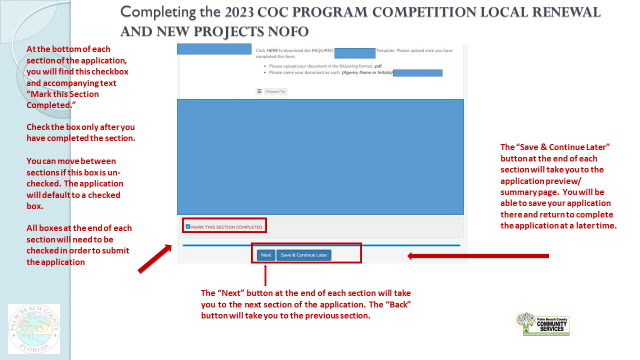 Completing the 2023 COC PROGRAM COMPETITION LOCAL RENEWAL
AND NEW PROJECTS NOFO
At the bottom of each
section of the application,
you will find this checkbox
and accompanying text
“Mark this Section
Completed.”
Check the box only after you
have completed the section.
You can move between
sections if this box is un-
checked. The application
will default to a checked
box.
All boxes at the end of each
section will need to be
checked in order to submit
the application
Click HERE to download the REQUIRED Template. Please upload once you have
completed this form.
Please upload your document in the following format: .pdf
Please name your document as such: (Agency Name or Initials)
Choose File
MARK THIS SECTION COMPLETED
Next
Save & Continue Later
The “Save & Continue Later”
button at the end of each
section will take you to the
application preview/
summary page. You will be
able to save your application
there and return to complete
the application at a later time.
The “Next” button at the end of each section will take
you to the next section of the application. The “Back”
button will take you to the previous section.
PALM BEACH COUNTY
FLORIDA
Palm Beach County
COMMUNITY
SERVICES